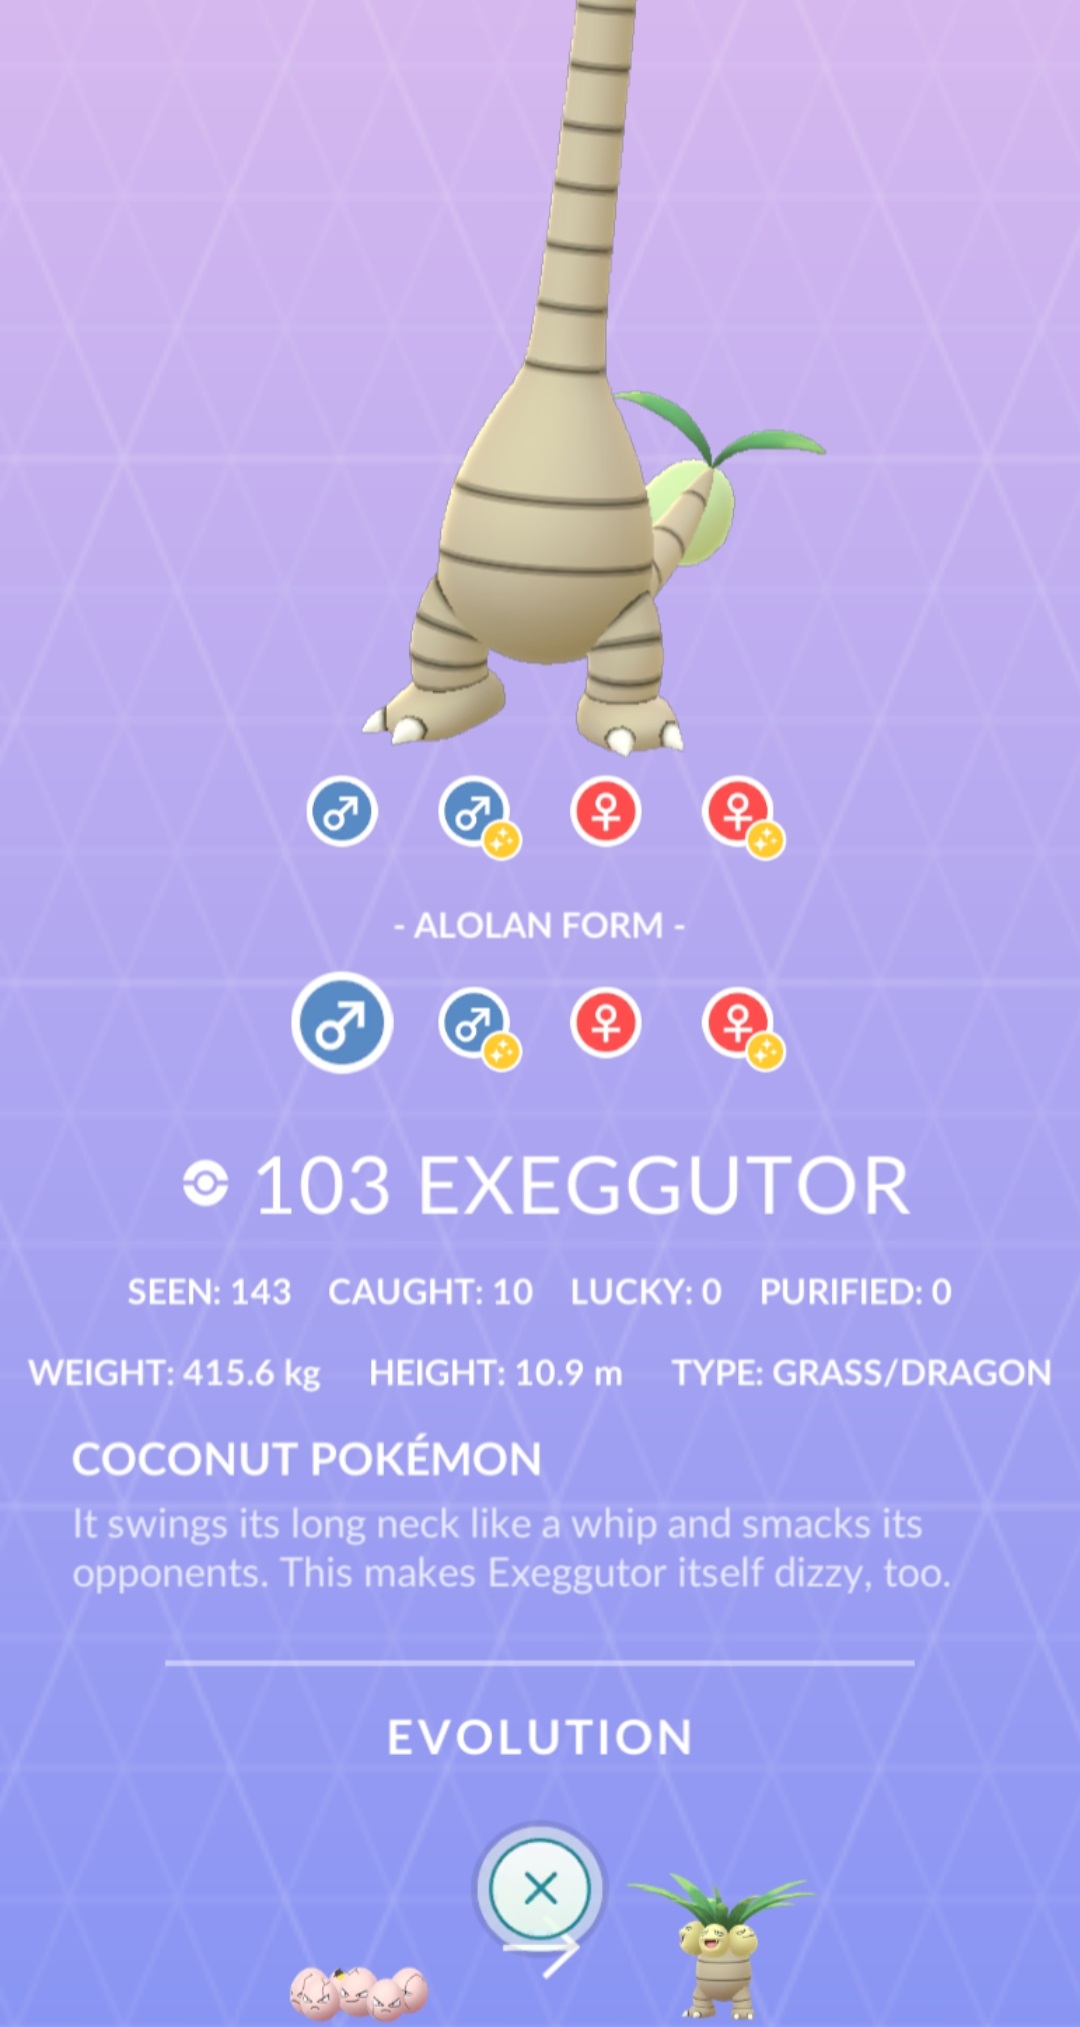 - ALOLAN FORM -
103 EXEGGUTOR
SEEN: 143 CAUGHT: 10 LUCKY: 0 PURIFIED: 0
WEIGHT: 415.6 kg HEIGHT: 10.9 m TYPE: GRASS/DRAGON
COCONUT POKÉMON
It swings its long neck like a whip and smacks its
opponents. This makes Exeggutor itself dizzy, too.
EVOLUTION